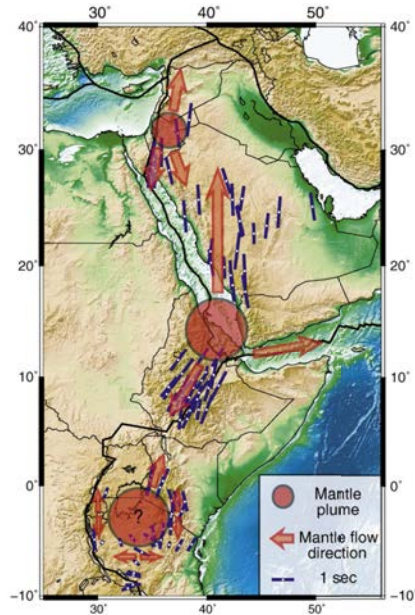 30° 40° 50°
40° 40°
30° 30°
20° 20°
10° 10°
0° 0°
?
Mantle
plume
Mantle flow
direction
1 sec
−10° −10°
30° 40° 50°